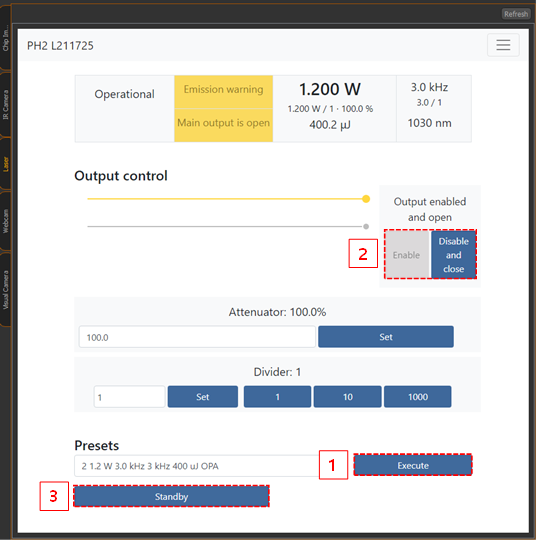 Refresh
Chip Im...
IR Camera
Laser
Webcam
Visual Camera
PH2 L211725
Operational
Emission warning
Main output is open
1.200 W
1.200 W / 1 · 100.0 %
400.2 µJ
3.0 kHz
3.0 / 1
1030 nm
Output control
Output enabled
and open
2
Enable
Disable
and
close
Attenuator: 100.0%
100.0
Set
Divider: 1
1
Set
1
10
1000
Presets
2 1.2 W 3.0 kHz 3 kHz 400 uJ OPA
1
Execute
3
Standby